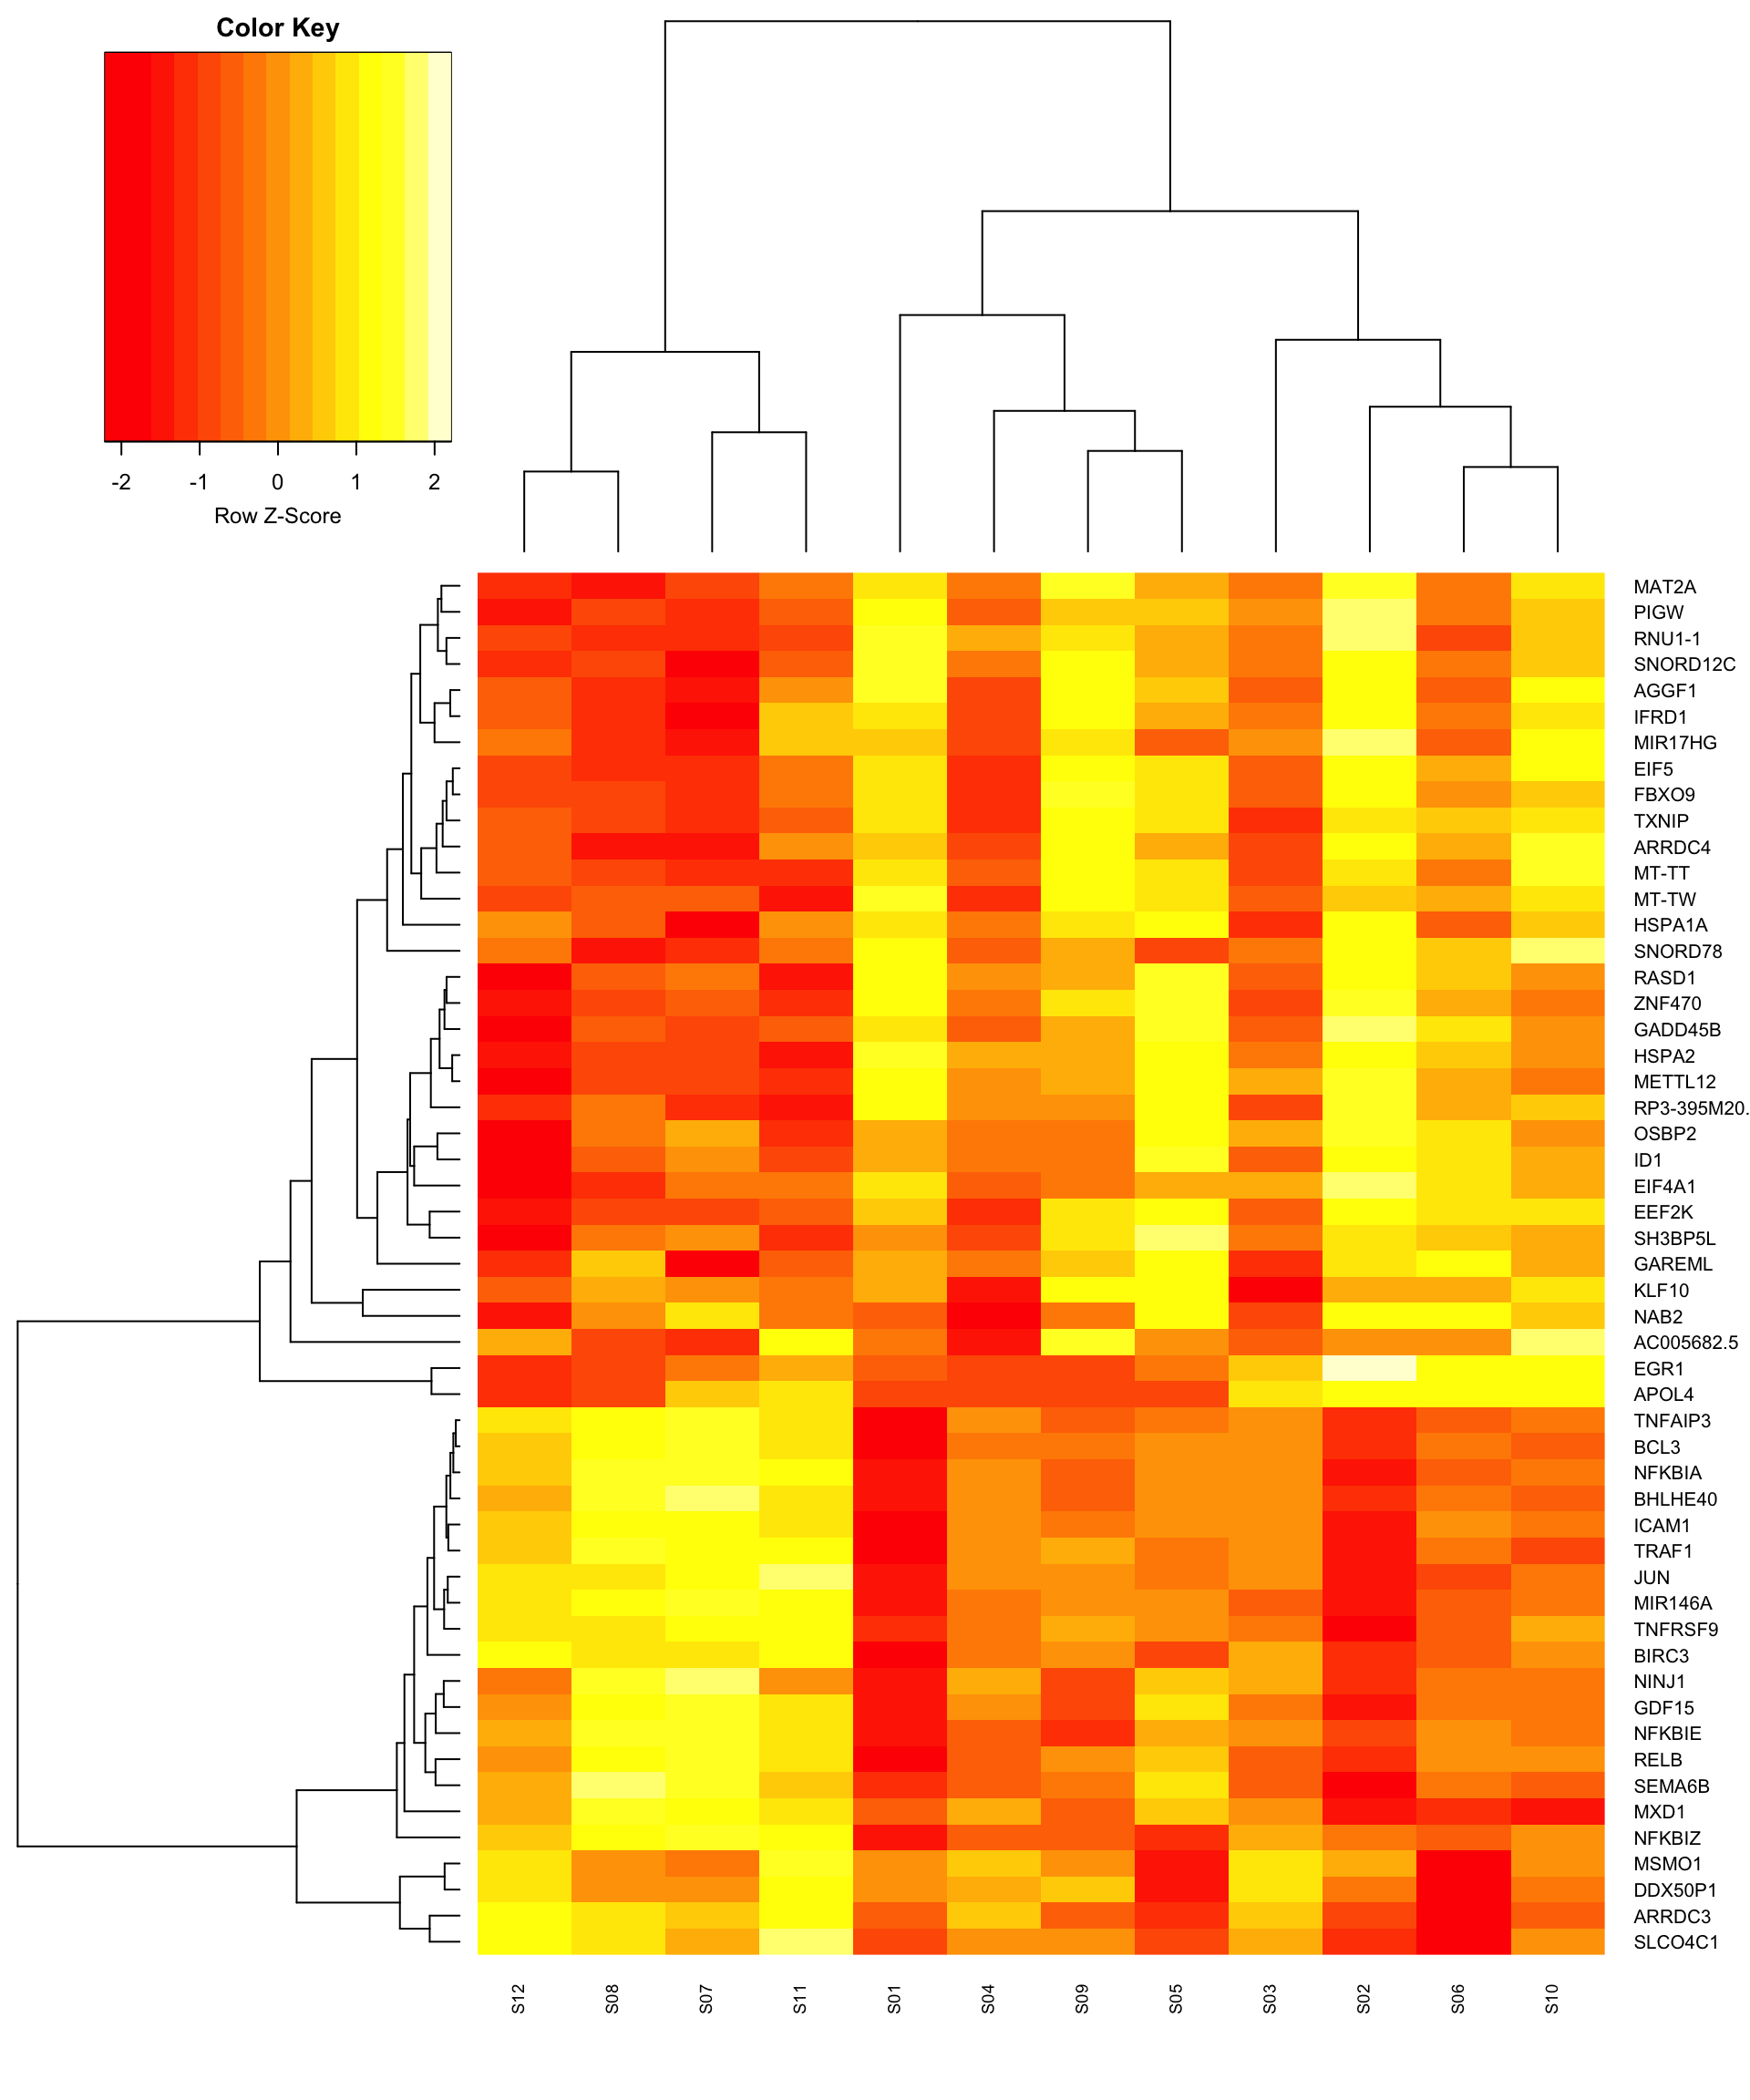 Color Key
-2 -1 0 1 2
Row Z-Score
MAT2A
PIGW
RNU1-1
SNORD12C
AGGF1
IFRD1
MIR17HG
EIF5
FBXO9
TXNIP
ARRDC4
MT-TT
MT-TW
HSPA1A
SNORD78
RASD1
ZNF470
GADD45B
HSPA2
METTL12
RP3-395M20.
OSBP2
ID1
EIF4A1
EEF2K
SH3BP5L
GAREML
KLF10
NAB2
AC005682.5
EGR1
APOL4
TNFAIP3
BCL3
NFKBIA
BHLHE40
ICAM1
TRAF1
JUN
MIR146A
TNFRSF9
BIRC3
NINJ1
GDF15
NFKBIE
RELB
SEMA6B
MXD1
NFKBIZ
MSMO1
DDX50P1
ARRDC3
SLCO4C1
S12 S08 S07 S11 S01 S04 S09 S05 S03 S02 S06 S10